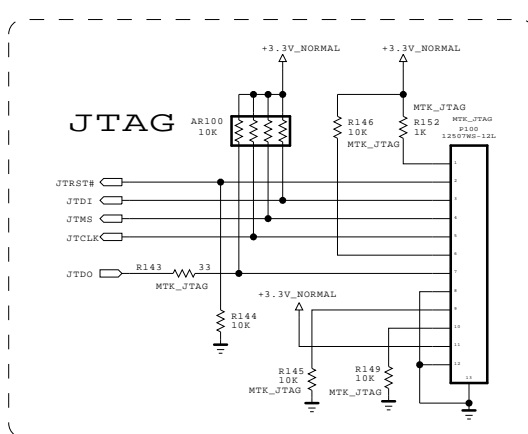 +3.3V_NORMAL
+3.3V_NORMAL
JTAG
AR100
10K
R146
10K
MTK_JTAG
MTK_JTAG
R152
1K
MTK_JTAG
P100
12507WS-12L
JTRST#
JTDI
JTMS
JTCLK
JTDO
R143
33
MTK_JTAG
+3.3V_NORMAL
R144
10K
R145
10K
MTK_JTAG
R149
10K
MTK_JTAG
1
2
3
4
5
6
7
8
9
10
11
12
13